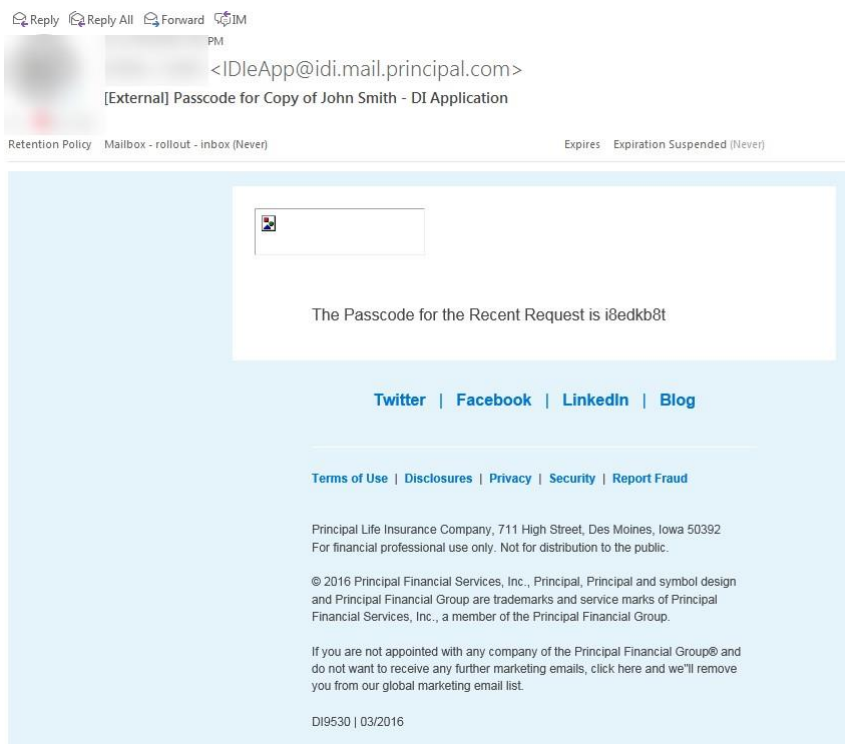 Reply Reply All Forward IM
PM
<IDIeApp@idi.mail.principal.com>
[External] Passcode for Copy of John Smith - DI Application
Retention Policy Mailbox - rollout - inbox (Never) Expires Expiration Suspended (Never)
The Passcode for the Recent Request is i8edkb8t
Twitter | Facebook | LinkedIn | Blog
Terms of Use | Disclosures | Privacy | Security | Report Fraud
Principal Life Insurance Company, 711 High Street, Des Moines, Iowa 50392
For financial professional use only. Not for distribution to the public.
© 2016 Principal Financial Services, Inc., Principal, Principal and symbol design
and Principal Financial Group are trademarks and service marks of Principal
Financial Services, Inc., a member of the Principal Financial Group.
If you are not appointed with any company of the Principal Financial Group® and
do not want to receive any further marketing emails, click here and we"ll remove
you from our global marketing email list.
DI9530 | 03/2016